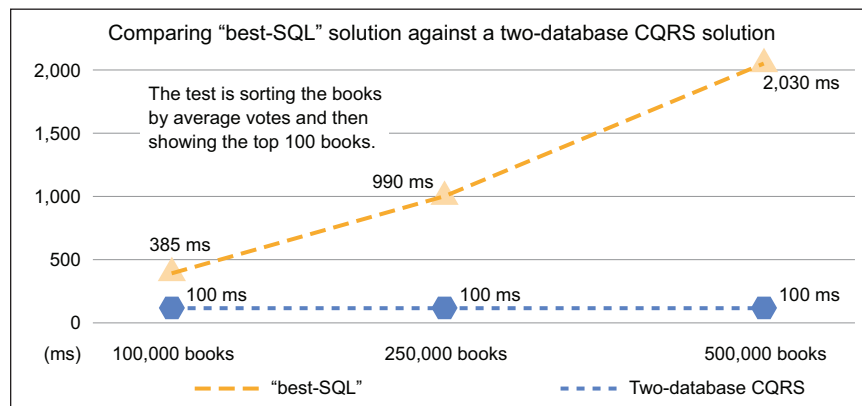 Comparing “best-SQL” solution against a two-database CQRS solution
2,000
The test is sorting the books
by average votes and then
showing the top 100 books.
2,030 ms
1,500
1,000
990 ms
500
385 ms
100 ms
100 ms
100 ms
0
(ms)
100,000 books
250,000 books
500,000 books
“best-SQL”
Two-database CQRS